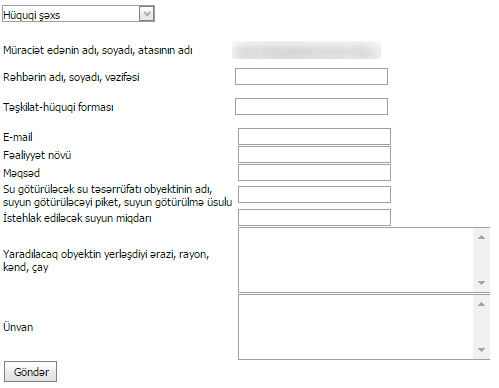 Hüquqi şəxs
Müraciət edənin adı, soyadı, atasının adı
Rəhbərin adı, soyadı, vəzifəsi
Təşkilat-hüquqi forması
E-mail
Fəaliyyət növü
Məqsəd
Su götürüləcək su təsərrüfatı obyektinin adı,
suyun götürüləcəyi piket, suyun götürülmə üsulu
İstehlak ediləcək suyun miqdarı
Yaradılacaq obyektin yerləşdiyi ərazi, rayon,
kənd, çay
Ünvan
Göndər